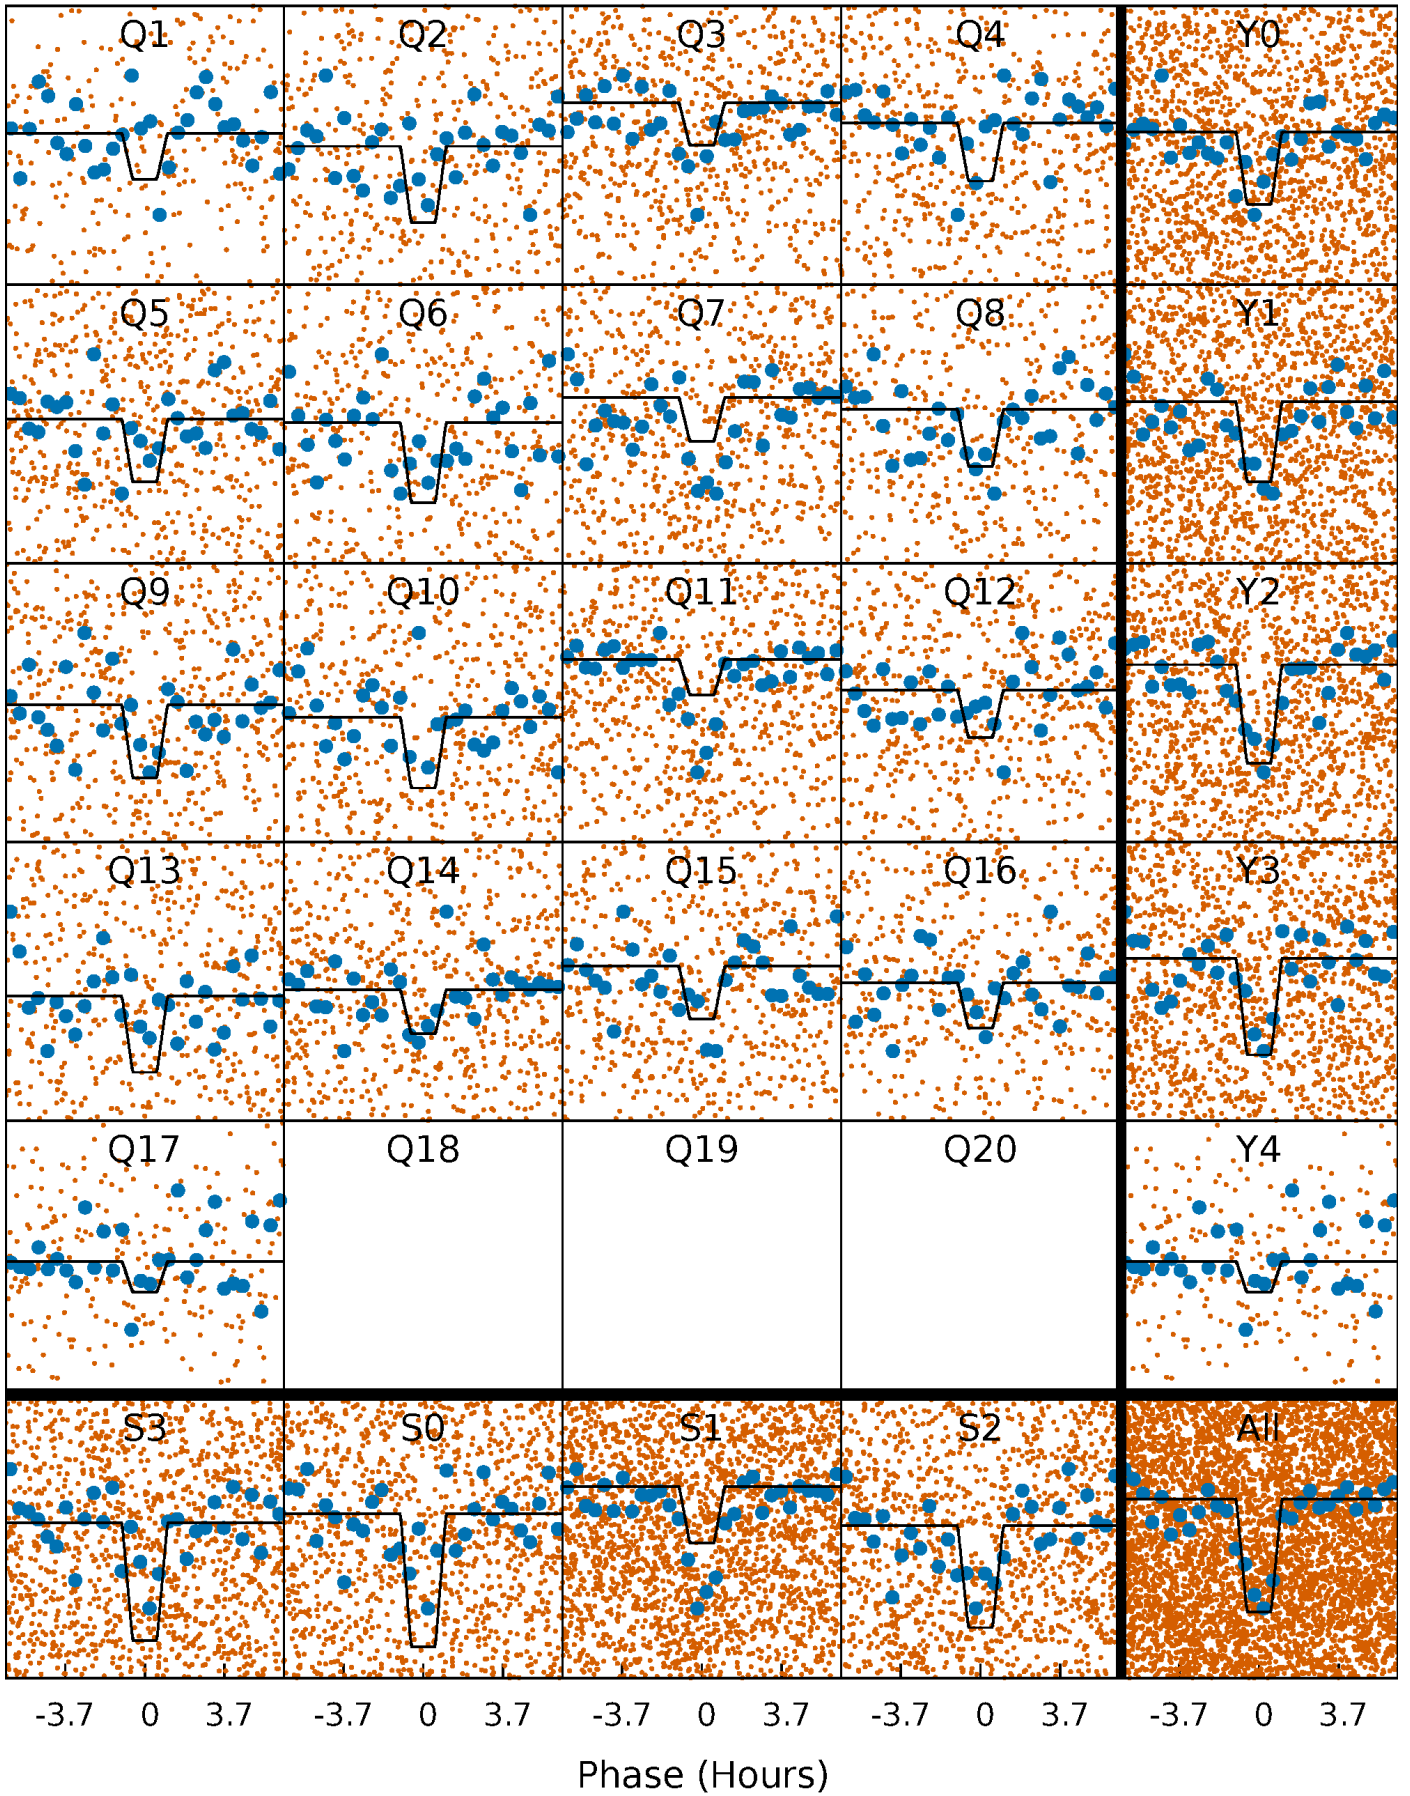 Q1 Q2 Q3 Q4 Y0
Q5 Q6 Q7 Q8 Y1
Q9 Q10 Q11 Q12 Y2
Q13 Q14 Q15 Q16 Y3
Q17 Q18 Q19 Q20 Y4
S3 S0 S1 S2 All
-3.7 0 3.7 -3.7 0 3.7 -3.7 0 3.7 -3.7 0 3.7 -3.7 0 3.7
Phase (Hours)